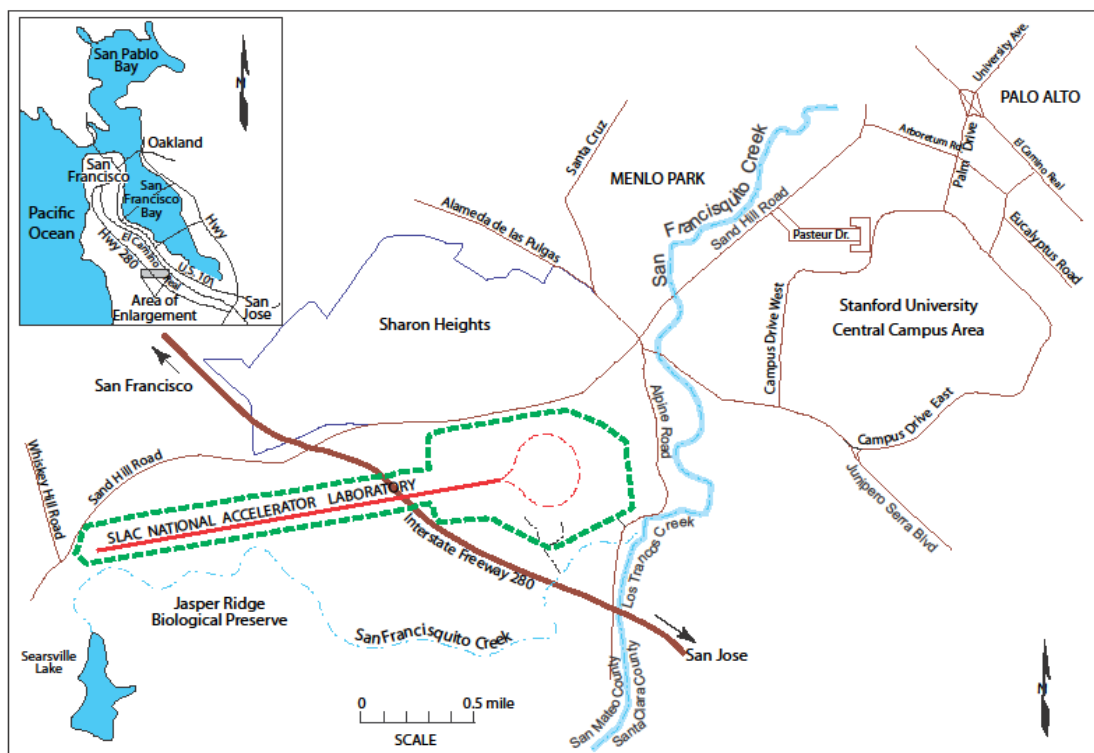 San Pablo
Bay
N
Oakland
San
Francisco
San
Francisco
Bay
Pacific
Ocean
Hwy
Hwy 280
El Camino Real
U.S. 101
Area of
Enlargement
San
Jose
University Ave.
PALO ALTO
Arboretum Rd.
Palm Drive
El Camino Real
Santa Cruz
MENLO PARK
San Francisquito Creek
Sand Hill Road
Alameda de las Pulgas
Pasteur Dr.
Eucalyptus Road
Sharon Heights
Stanford University
Central Campus Area
Campus Drive West
San Francisco
Alpine Road
Campus Drive East
Whiskey Hill Road
Sand Hill Road
Junipero Serra Blvd
SLAC NATIONAL ACCELERATOR LABORATORY
Interstate Freeway 280
Los Trancos Creek
Jasper Ridge
Biological Preserve
San Francisquito Creek
Searsville
Lake
San Jose
San Mateo County
Santa Clara County
0
0.5 mile
SCALE
N